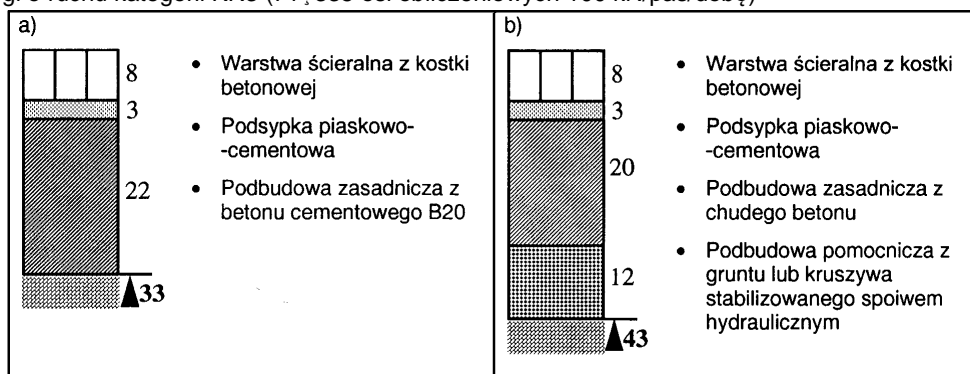 a)
8
3
22
33
• Warstwa ścieralna z kostki
betonowej
• Podsypka piaskowo-
-cementowa
• Podbudowa zasadnicza z
betonu cementowego B20
b)
8
3
20
12
43
• Warstwa ścieralna z kostki
betonowej
• Podsypka piaskowo-
-cementowa
• Podbudowa zasadnicza z
chudego betonu
• Podbudowa pomocnicza z
gruntu lub kruszywa
stabilizowanego spoiwem
hydraulicznym